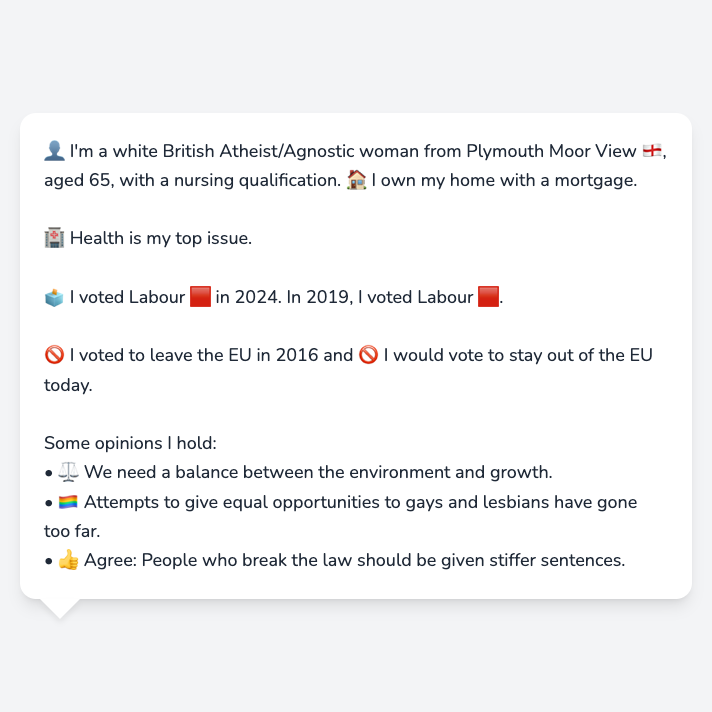 👤 I'm a white British Atheist/Agnostic woman from Plymouth Moor View 🏴󠁧󠁢󠁥󠁮󠁧󠁿,
aged 65, with a nursing qualification. 🏠 I own my home with a mortgage.
🏥 Health is my top issue.
🗳️ I voted Labour 🟥 in 2024. In 2019, I voted Labour 🟥.
🚫 I voted to leave the EU in 2016 and 🚫 I would vote to stay out of the EU
today.
Some opinions I hold:
• ⚖️ We need a balance between the environment and growth.
• 🏳️‍🌈 Attempts to give equal opportunities to gays and lesbians have gone
too far.
• 👍 Agree: People who break the law should be given stiffer sentences.